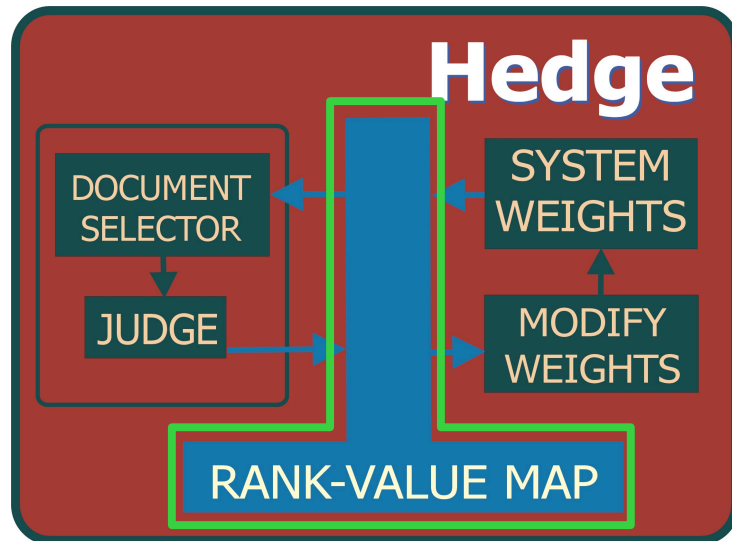 Hedge
DOCUMENT
SELECTOR
JUDGE
SYSTEM
WEIGHTS
MODIFY
WEIGHTS
RANK-VALUE MAP